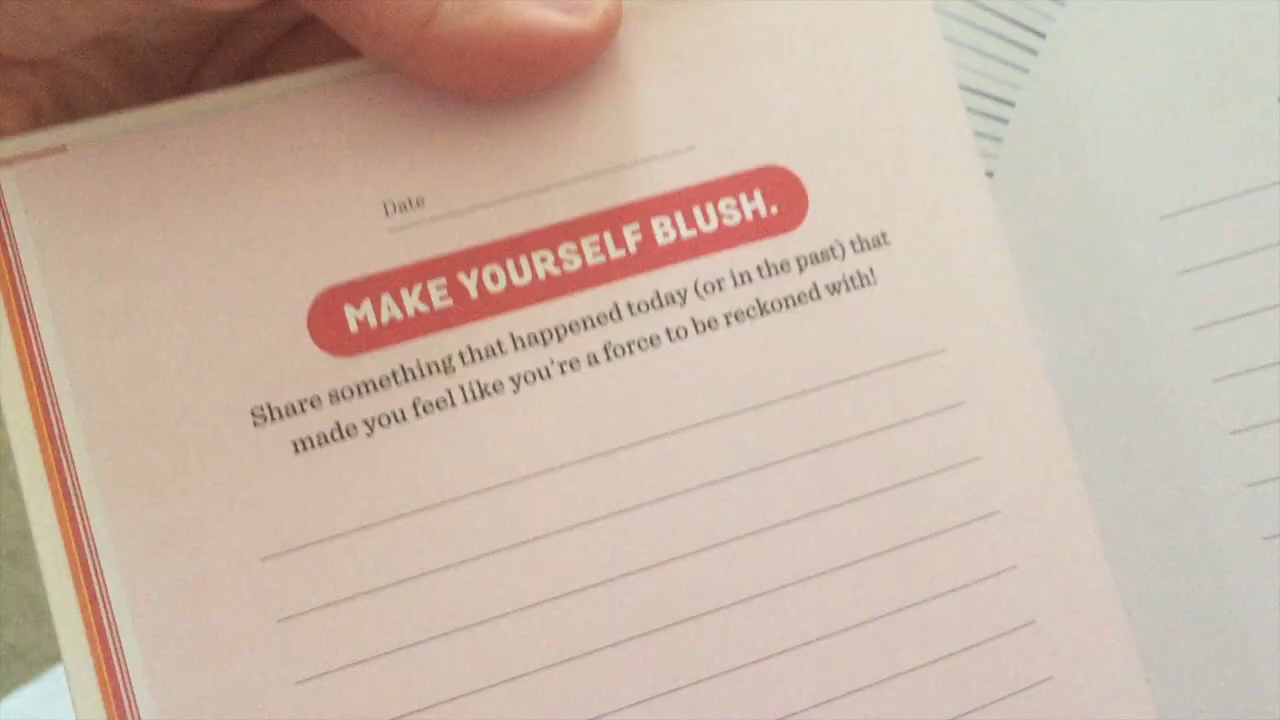 Date
MAKE YOURSELF BLUSH.
Share something that happened today (or in the past) that
made you feel like you're a force to be reckoned with!